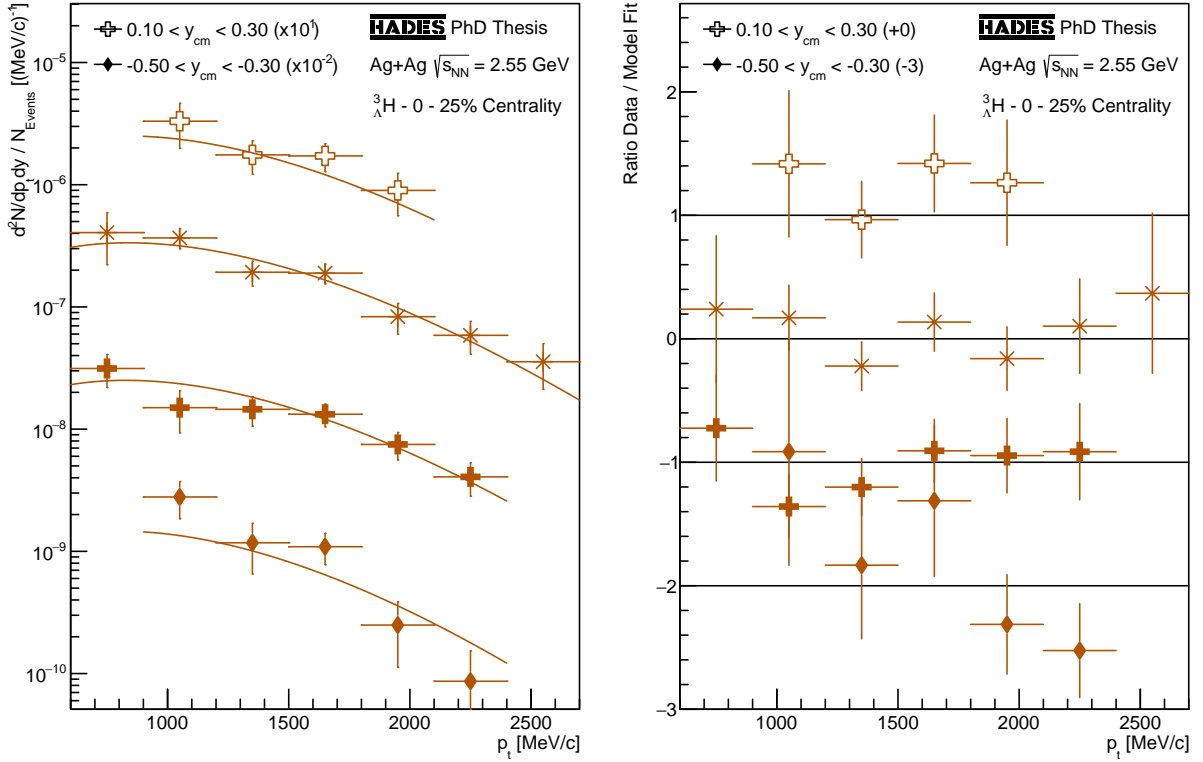 0.10 < y_cm < 0.30 (x10^1)
-0.50 < y_cm < -0.30 (x10^-2)
HADES PhD Thesis
Ag+Ag √s_NN = 2.55 GeV
^3_ΛH - 0 - 25% Centrality
d^2N/dp_t dy / N_Events [(MeV/c)^-1]
10^-5
10^-6
10^-7
10^-8
10^-9
10^-10
1000 1500 2000 2500
p_t [MeV/c]
0.10 < y_cm < 0.30 (+0)
-0.50 < y_cm < -0.30 (-3)
HADES PhD Thesis
Ag+Ag √s_NN = 2.55 GeV
^3_ΛH - 0 - 25% Centrality
Ratio Data / Model Fit
2
1
0
−1
−2
−3
1000 1500 2000 2500
p_t [MeV/c]